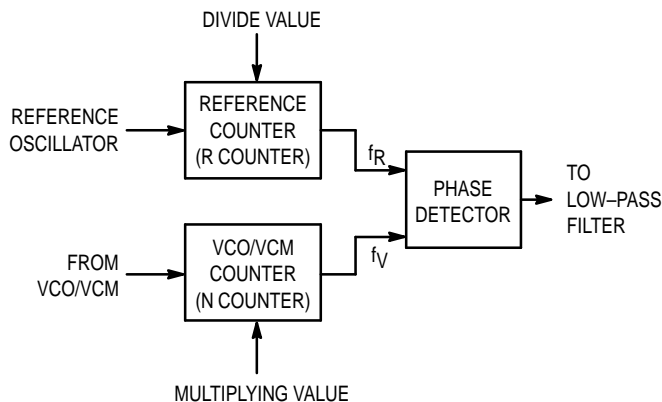 DIVIDE VALUE
REFERENCE
OSCILLATOR
REFERENCE
COUNTER
(R COUNTER)
fR
PHASE
DETECTOR
TO
LOW–PASS
FILTER
FROM
VCO/VCM
VCO/VCM
COUNTER
(N COUNTER)
fV
MULTIPLYING VALUE